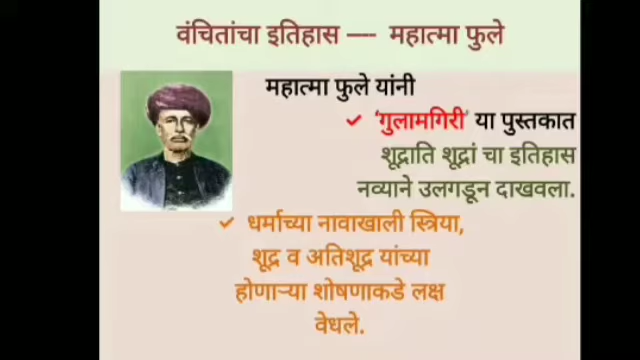 वंचितांचा इतिहास —-- महात्मा फुले
महात्मा फुले यांनी
✓ 'गुलामगिरी' या पुस्तकात
शूद्राति शूद्रां चा इतिहास
नव्याने उलगडून दाखवला.
✓ धर्माच्या नावाखाली स्त्रिया,
शूद्र व अतिशूद्र यांच्या
होणाऱ्या शोषणाकडे लक्ष
वेधले.